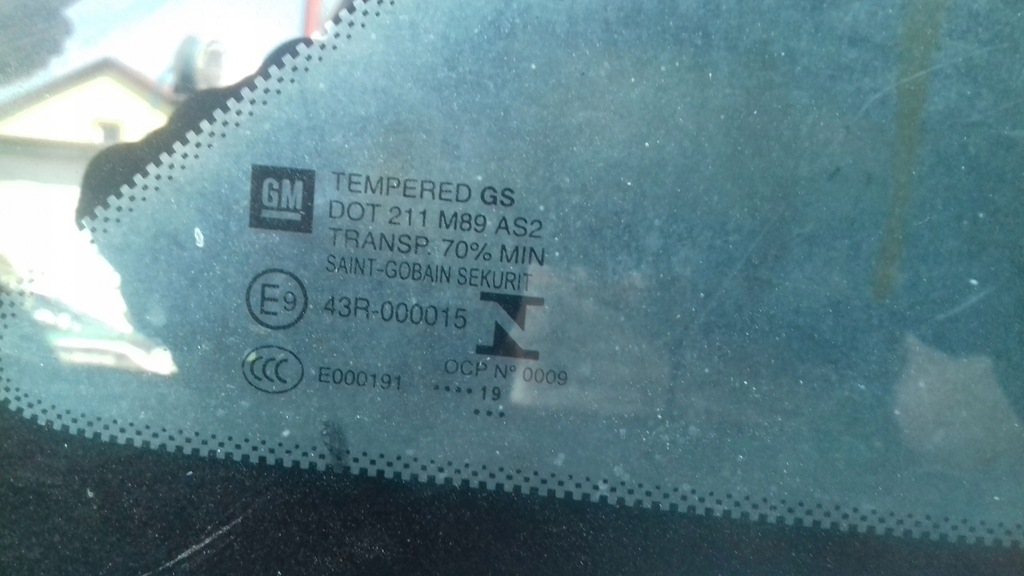 GM
TEMPERED GS
DOT 211 M89 AS2
TRANSP. 70% MIN
SAINT-GOBAIN SEKURIT
E9 43R-000015
N
CCC E000191
OCP Nº 0009
•••• 19
•••